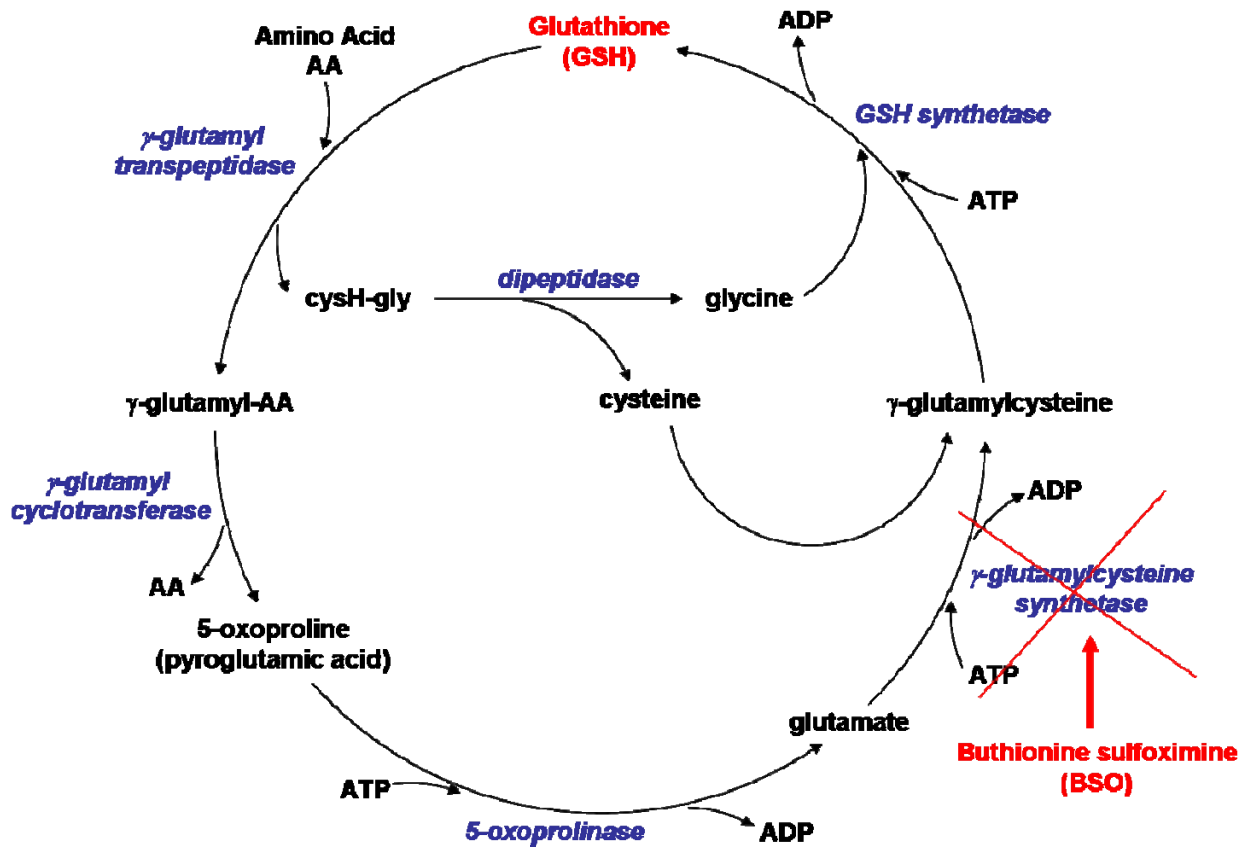 Glutathione
(GSH)
ADP
Amino Acid
AA
GSH synthetase
γ-glutamyl
transpeptidase
ATP
dipeptidase
cysH-gly
glycine
γ-glutamyl-AA
cysteine
γ-glutamylcysteine
γ-glutamyl
cyclotransferase
ADP
γ-glutamylcysteine
synthetase
AA
5-oxoproline
(pyroglutamic acid)
ATP
glutamate
Buthionine sulfoximine
(BSO)
ATP
5-oxoprolinase
ADP